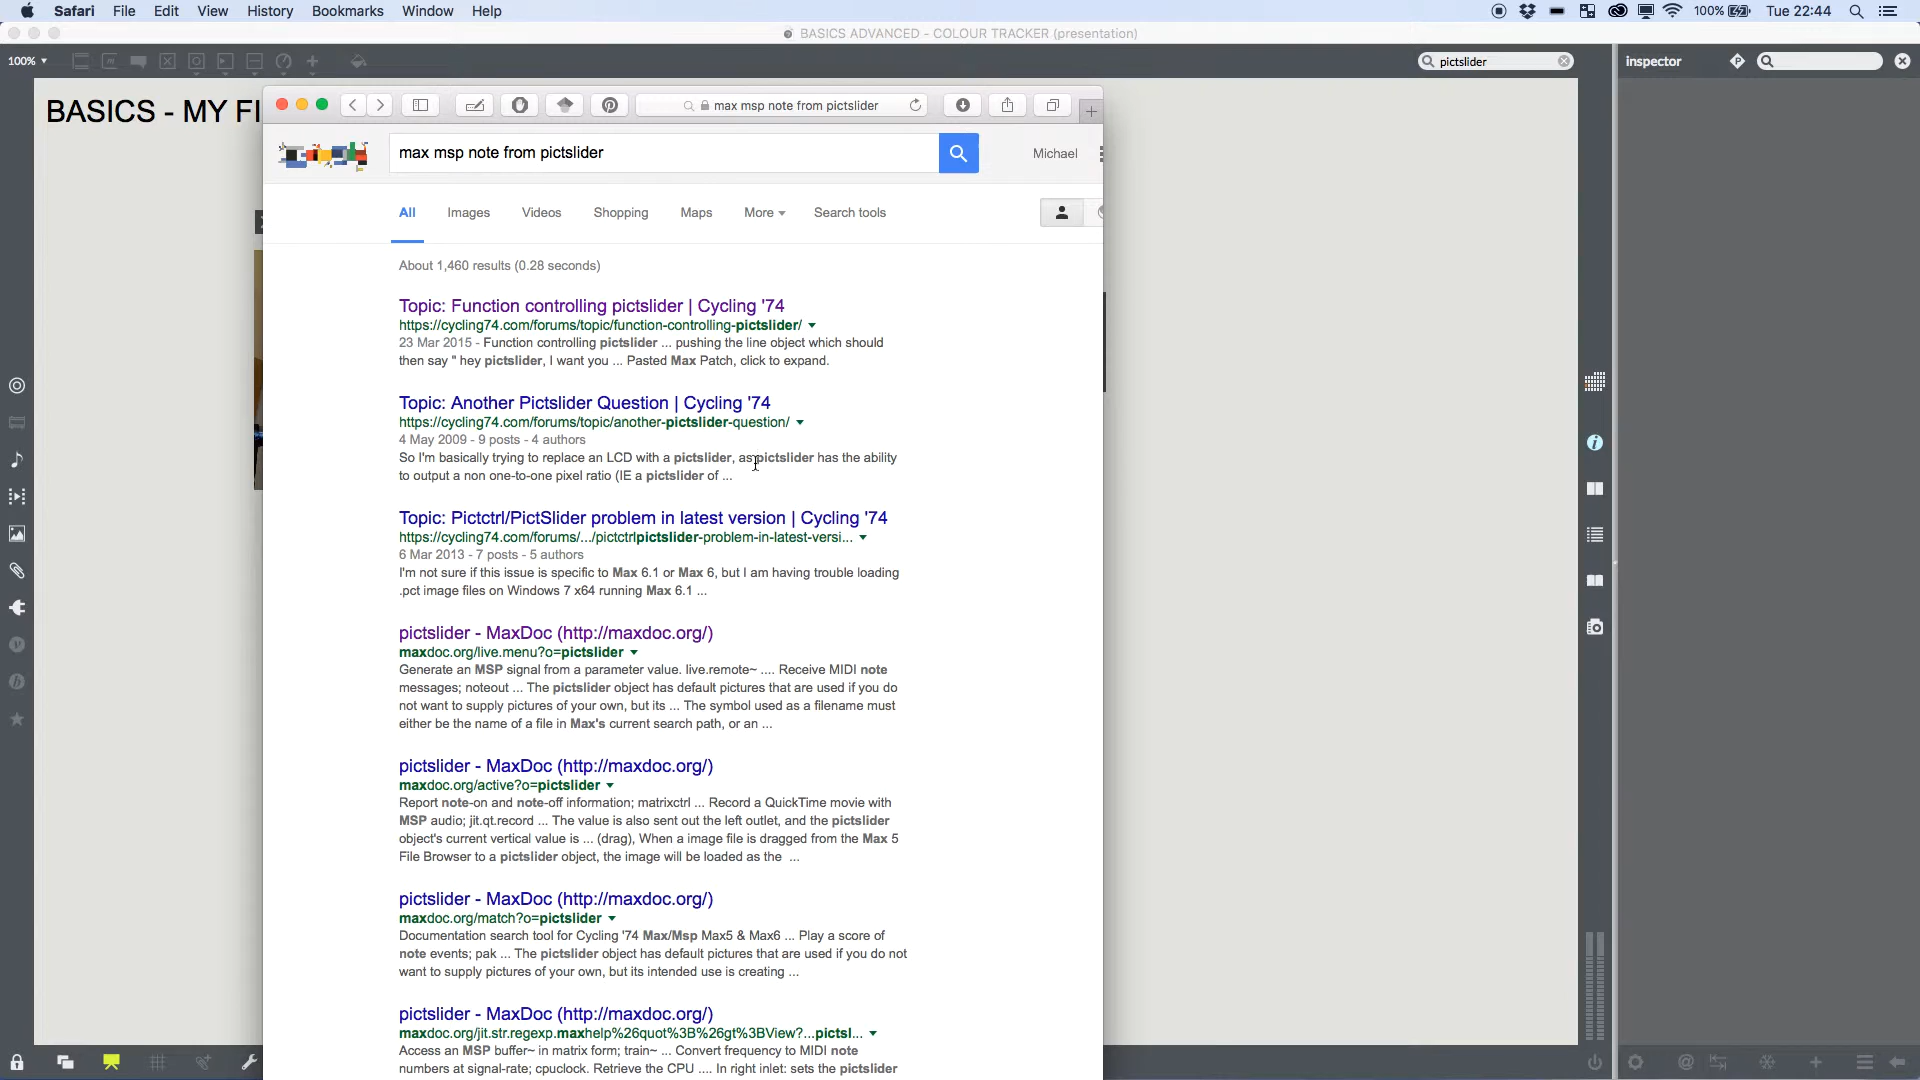 Safari File Edit View History Bookmarks Window Help 100% Tue 22:44
BASICS ADVANCED - COLOUR TRACKER (presentation)
100% pictslider inspector
BASICS - MY FI
max msp note from pictslider
max msp note from pictslider Michael
All Images Videos Shopping Maps More Search tools
About 1,460 results (0.28 seconds)
Topic: Function controlling pictslider | Cycling '74
https://cycling74.com/forums/topic/function-controlling-pictslider/
23 Mar 2015 - Function controlling pictslider ... pushing the line object which should
then say " hey pictslider, I want you ... Pasted Max Patch, click to expand.
Topic: Another Pictslider Question | Cycling '74
https://cycling74.com/forums/topic/another-pictslider-question/
4 May 2009 - 9 posts - 4 authors
So I'm basically trying to replace an LCD with a pictslider, as pictslider has the ability
to output a non one-to-one pixel ratio (IE a pictslider of ...
Topic: Pictctrl/PictSlider problem in latest version | Cycling '74
https://cycling74.com/forums/.../pictctrlpictslider-problem-in-latest-versi...
6 Mar 2013 - 7 posts - 5 authors
I'm not sure if this issue is specific to Max 6.1 or Max 6, but I am having trouble loading
.pct image files on Windows 7 x64 running Max 6.1 ...
pictslider - MaxDoc (http://maxdoc.org/)
maxdoc.org/live.menu?o=pictslider
Generate an MSP signal from a parameter value. live.remote~ .... Receive MIDI note
messages; noteout ... The pictslider object has default pictures that are used if you do
not want to supply pictures of your own, but its ... The symbol used as a filename must
either be the name of a file in Max's current search path, or an ...
pictslider - MaxDoc (http://maxdoc.org/)
maxdoc.org/active?o=pictslider
Report note-on and note-off information; matrixctrl ... Record a QuickTime movie with
MSP audio; jit.qt.record ... The value is also sent out the left outlet, and the pictslider
object's current vertical value is ... (drag), When a image file is dragged from the Max 5
File Browser to a pictslider object, the image will be loaded as the ...
pictslider - MaxDoc (http://maxdoc.org/)
maxdoc.org/match?o=pictslider
Documentation search tool for Cycling '74 Max/Msp Max5 & Max6 ... Play a score of
note events; pak ... The pictslider object has default pictures that are used if you do not
want to supply pictures of your own, but its intended use is creating ...
pictslider - MaxDoc (http://maxdoc.org/)
maxdoc.org/jit.str.regexp.maxhelp%26quot%3B%26gt%3BView?...pictsl...
Access an MSP buffer~ in matrix form; train~ ... Convert frequency to MIDI note
numbers at signal-rate; cpuclock. Retrieve the CPU .... In right inlet: sets the pictslider